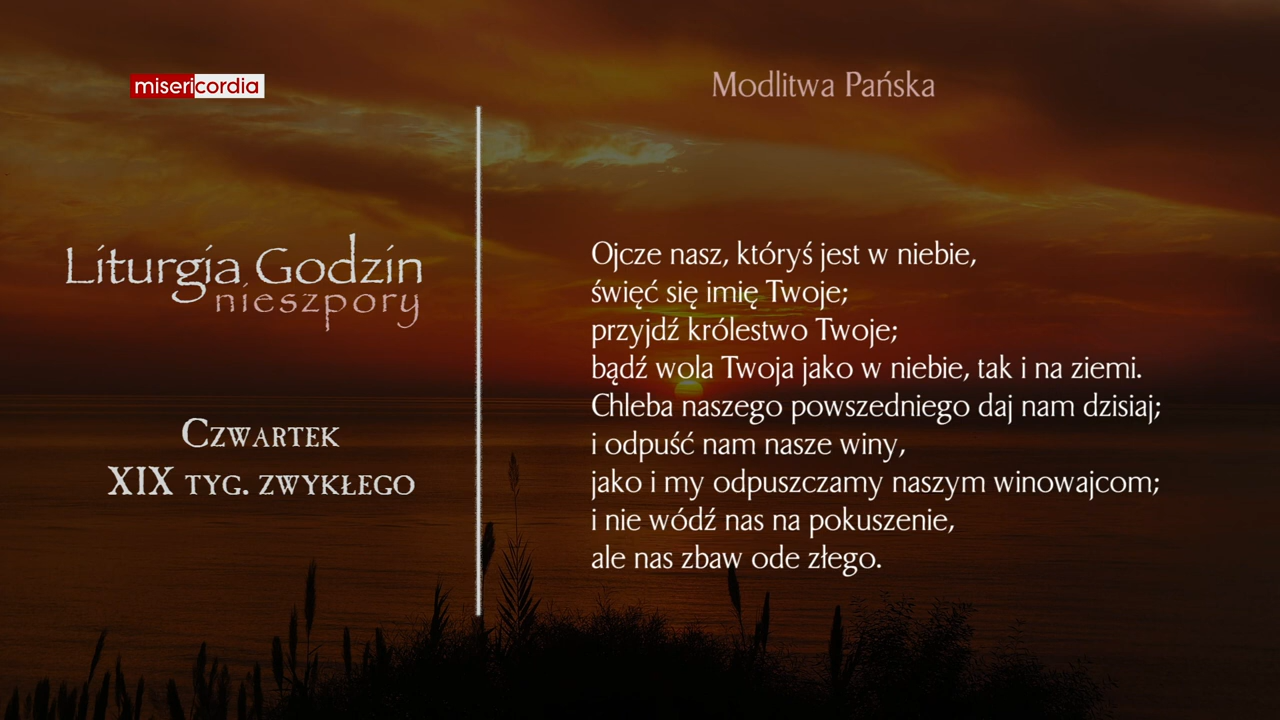 misericordia
Liturgia Godzin
nieszpory
Czwartek
XIX tyg. zwykłego
Modlitwa Pańska
Ojcze nasz, któryś jest w niebie,
święć się imię Twoje;
przyjdź królestwo Twoje;
bądź wola Twoja jako w niebie, tak i na ziemi.
Chleba naszego powszedniego daj nam dzisiaj;
i odpuść nam nasze winy,
jako i my odpuszczamy naszym winowajcom;
i nie wódź nas na pokuszenie,
ale nas zbaw ode złego.